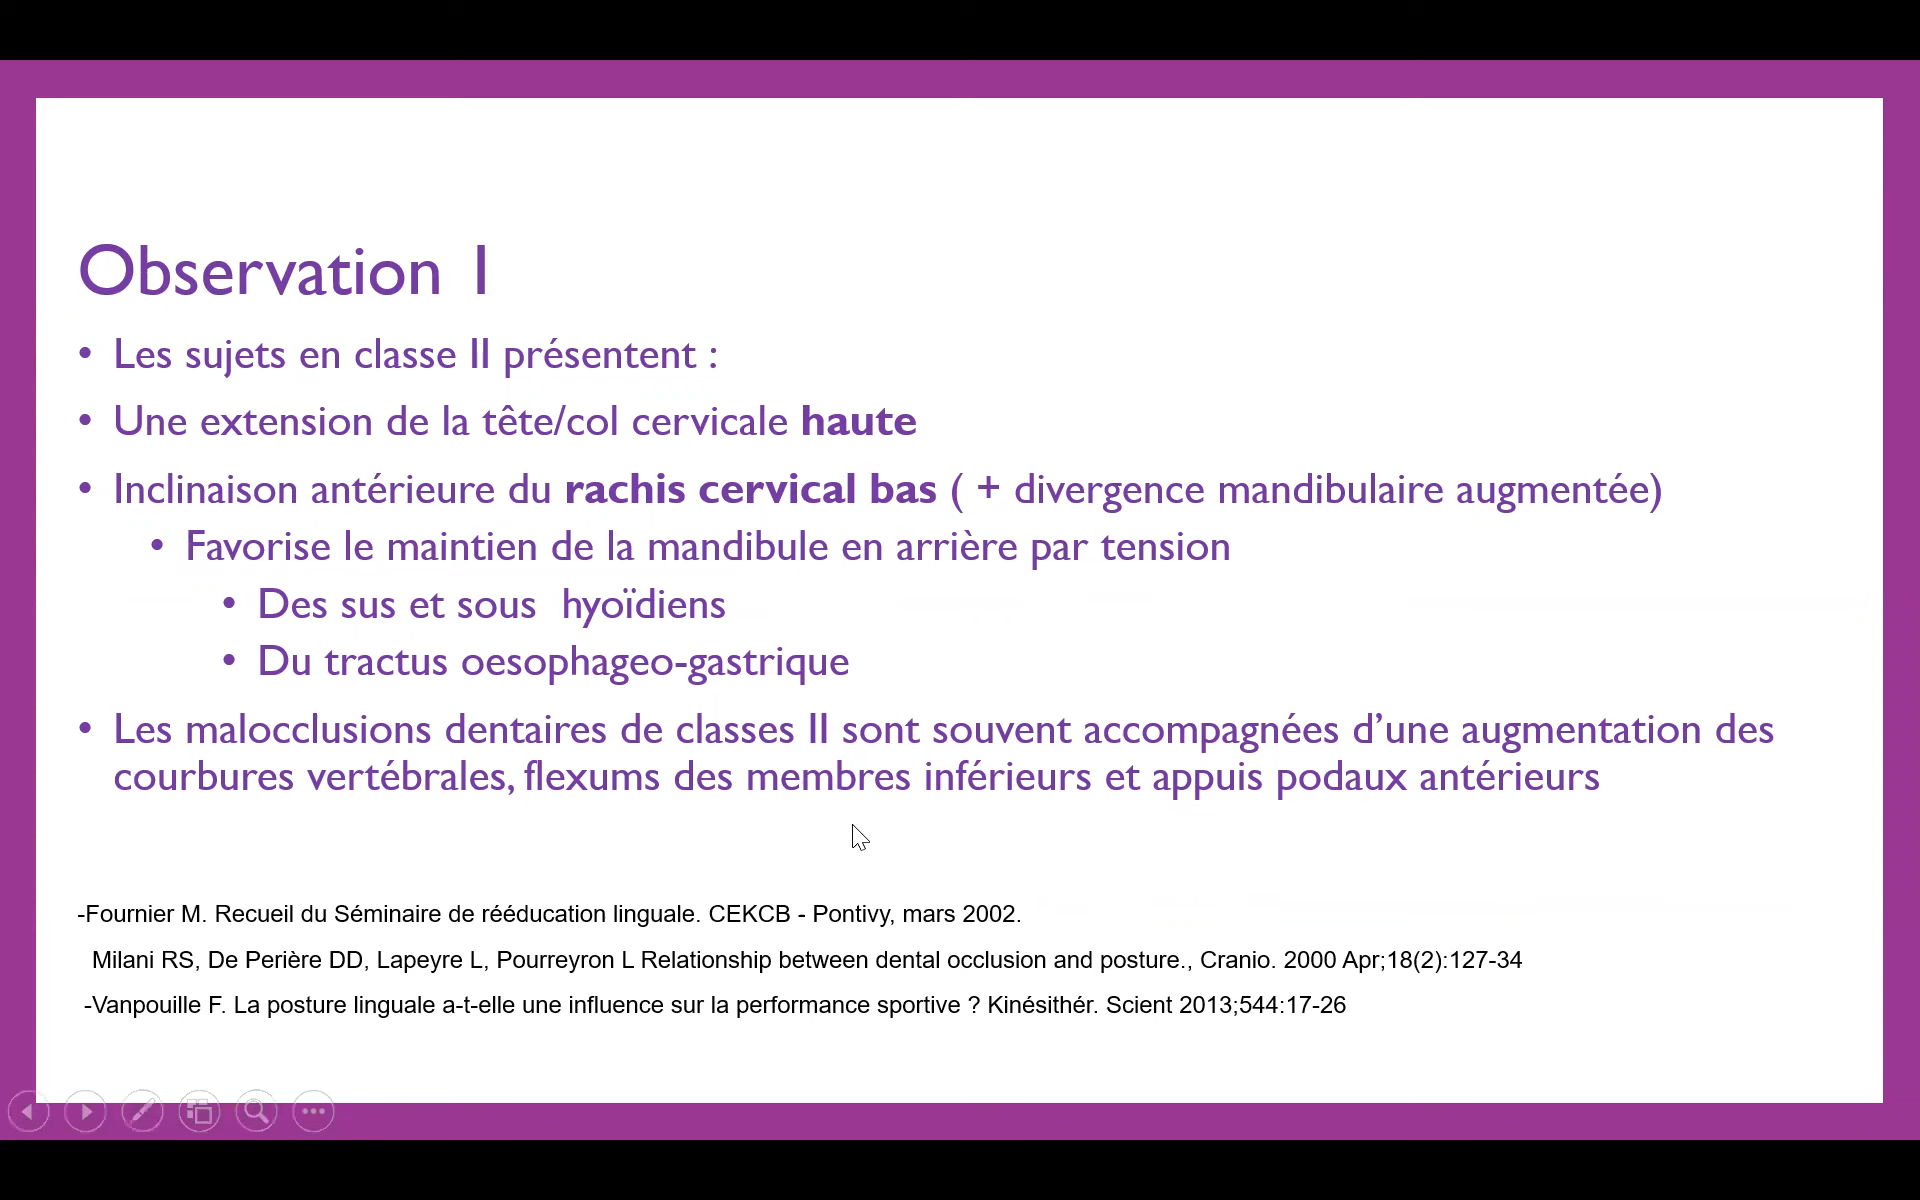 Observation 1
• Les sujets en classe II présentent :
• Une extension de la tête/col cervicale haute
• Inclinaison antérieure du rachis cervical bas ( + divergence mandibulaire augmentée)
• Favorise le maintien de la mandibule en arrière par tension
• Des sus et sous  hyoïdiens
• Du tractus oesophageo-gastrique
• Les malocclusions dentaires de classes II sont souvent accompagnées d’une augmentation des
courbures vertébrales, flexums des membres inférieurs et appuis podaux antérieurs
-Fournier M. Recueil du Séminaire de rééducation linguale. CEKCB - Pontivy, mars 2002.
Milani RS, De Perière DD, Lapeyre L, Pourreyron L Relationship between dental occlusion and posture., Cranio. 2000 Apr;18(2):127-34
-Vanpouille F. La posture linguale a-t-elle une influence sur la performance sportive ? Kinésithér. Scient 2013;544:17-26